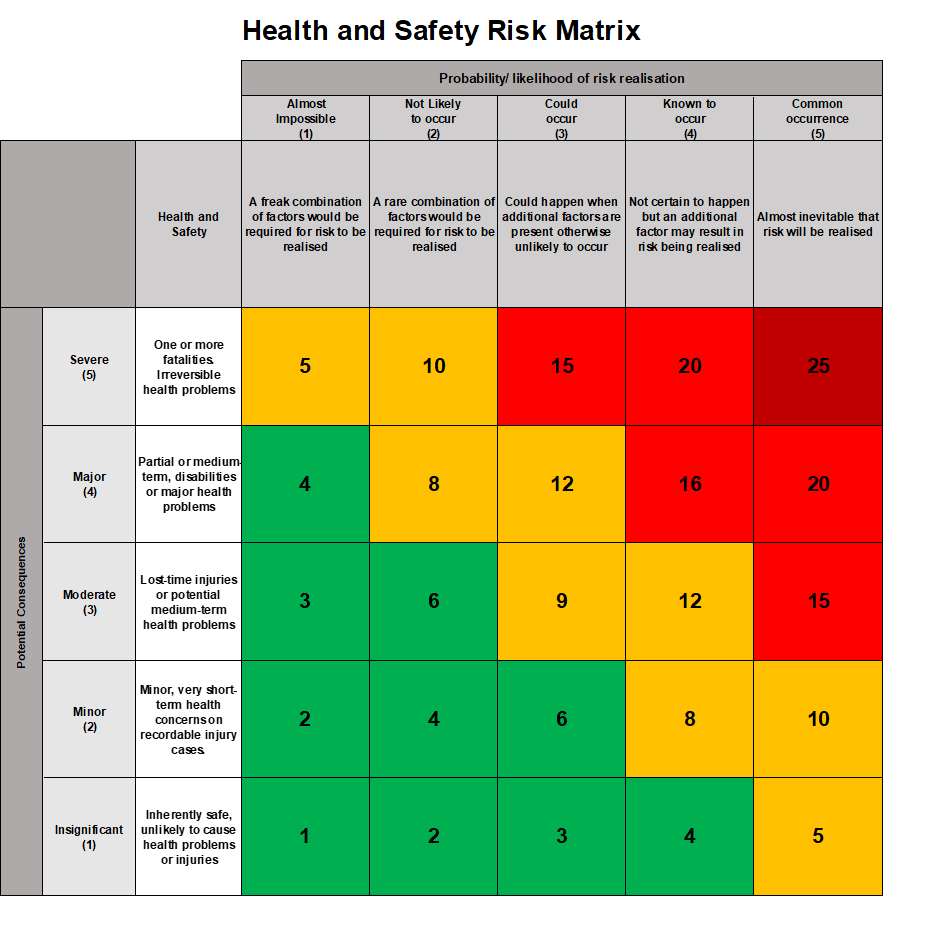 Health and Safety Risk Matrix
Probability/ likelihood of risk realisation
Almost
Impossible
(1)
Not Likely
to occur
(2)
Could
occur
(3)
Known to
occur
(4)
Common
occurrence
(5)
Health and
Safety
A freak combination
of factors would be
required for risk to be
realised
A rare combination of
factors would be
required for risk to be
realised
Could happen when
additional factors are
present otherwise
unlikely to occur
Not certain to happen
but an additional
factor may result in
risk being realised
Almost inevitable that
risk will be realised
Potential Consequences
Severe
(5)
One or more
fatalities.
Irreversible
health problems
5
10
15
20
25
Major
(4)
Partial or medium-
term, disabilities
or major health
problems
4
8
12
16
20
Moderate
(3)
Lost-time injuries
or potential
medium-term
health problems
3
6
9
12
15
Minor
(2)
Minor, very short-
term health
concerns on
recordable injury
cases.
2
4
6
8
10
Insignificant
(1)
Inherently safe,
unlikely to cause
health problems
or injuries
1
2
3
4
5